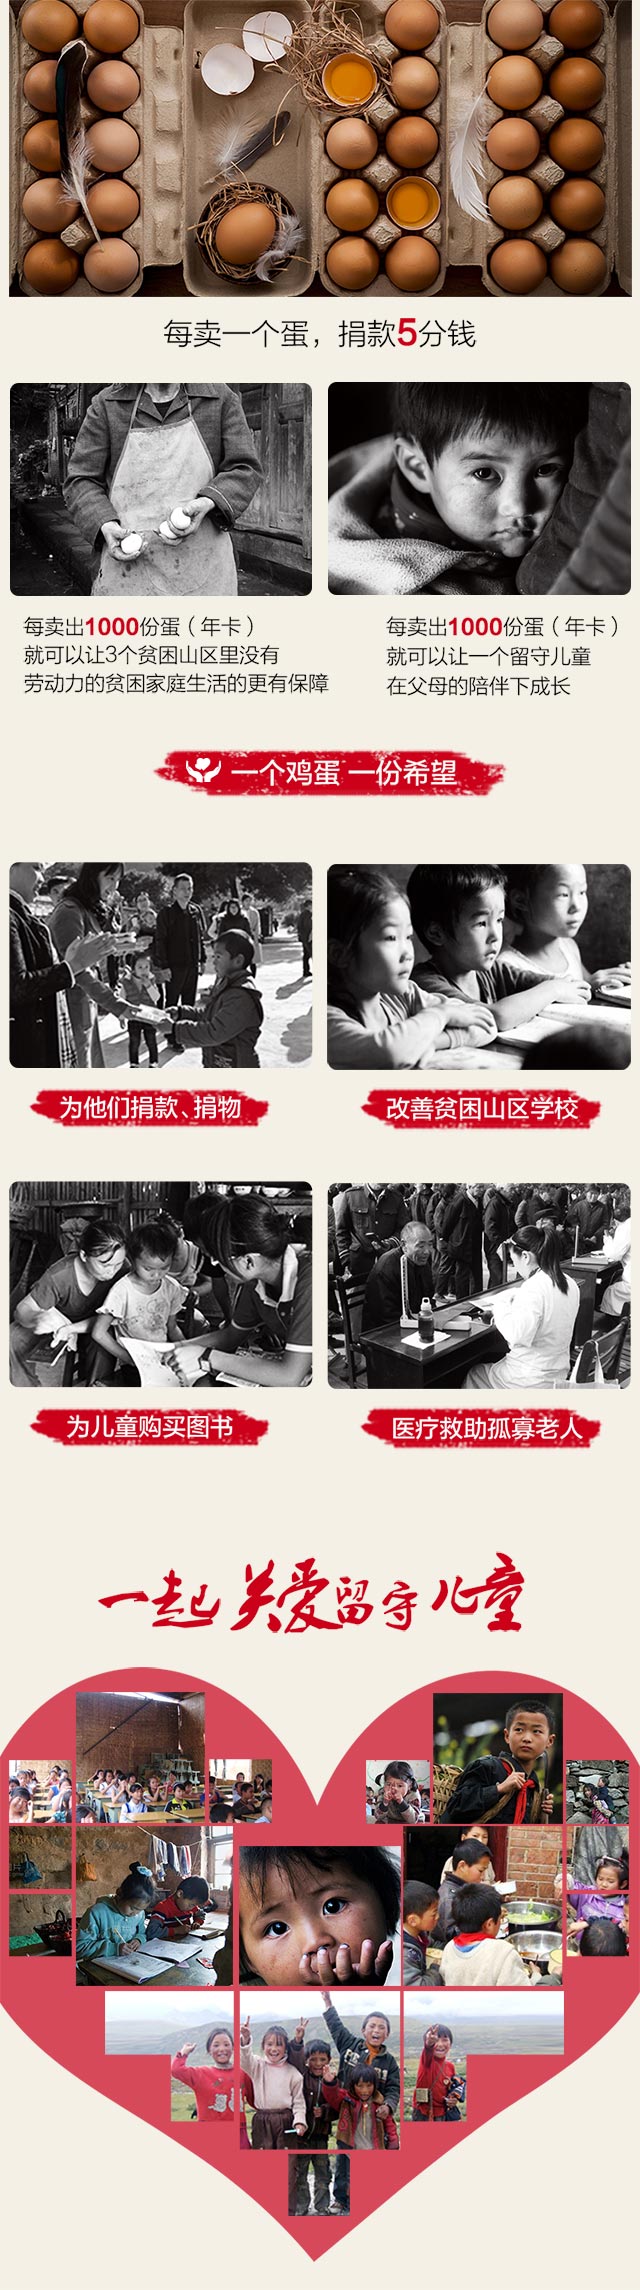 每卖一个蛋，捐款5分钱
每卖出1000份蛋（年卡）
就可以让3个贫困山区里没有
劳动力的贫困家庭生活的更有保障
每卖出1000份蛋（年卡）
就可以让一个留守儿童
在父母的陪伴下成长
一个鸡蛋 一份希望
为他们捐款、捐物
改善贫困山区学校
为儿童购买图书
医疗救助孤寡老人
一起关爱留守儿童